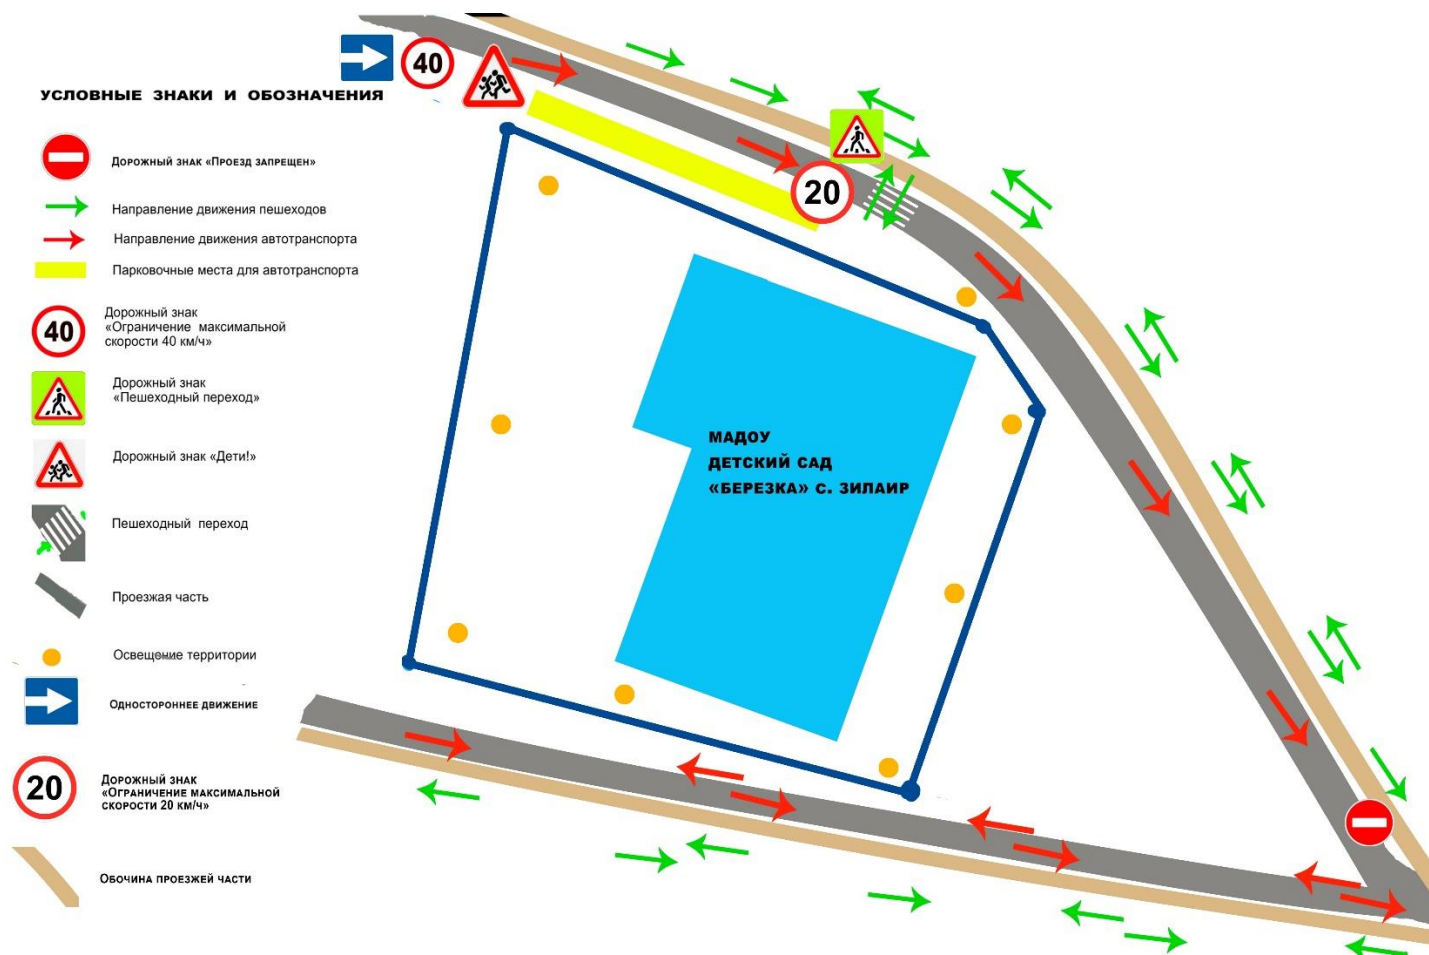 УСЛОВНЫЕ ЗНАКИ И ОБОЗНАЧЕНИЯ
ДОРОЖНЫЙ ЗНАК «ПРОЕЗД ЗАПРЕЩЕН»
Направление движения пешеходов
Направление движения автотранспорта
Парковочные места для автотранспорта
40
Дорожный знак
«Ограничение максимальной
скорости 40 км/ч»
Дорожный знак
«Пешеходный переход»
Дорожный знак «Дети!»
Пешеходный переход
Проезжая часть
Освещение территории
ОДНОСТОРОННЕЕ ДВИЖЕНИЕ
20
ДОРОЖНЫЙ ЗНАК
«ОГРАНИЧЕНИЕ МАКСИМАЛЬНОЙ
СКОРОСТИ 20 КМ/Ч»
ОБОЧИНА ПРОЕЗЖЕЙ ЧАСТИ
40
20
МАДОУ
ДЕТСКИЙ САД
«БЕРЕЗКА» С. ЗИЛАИР